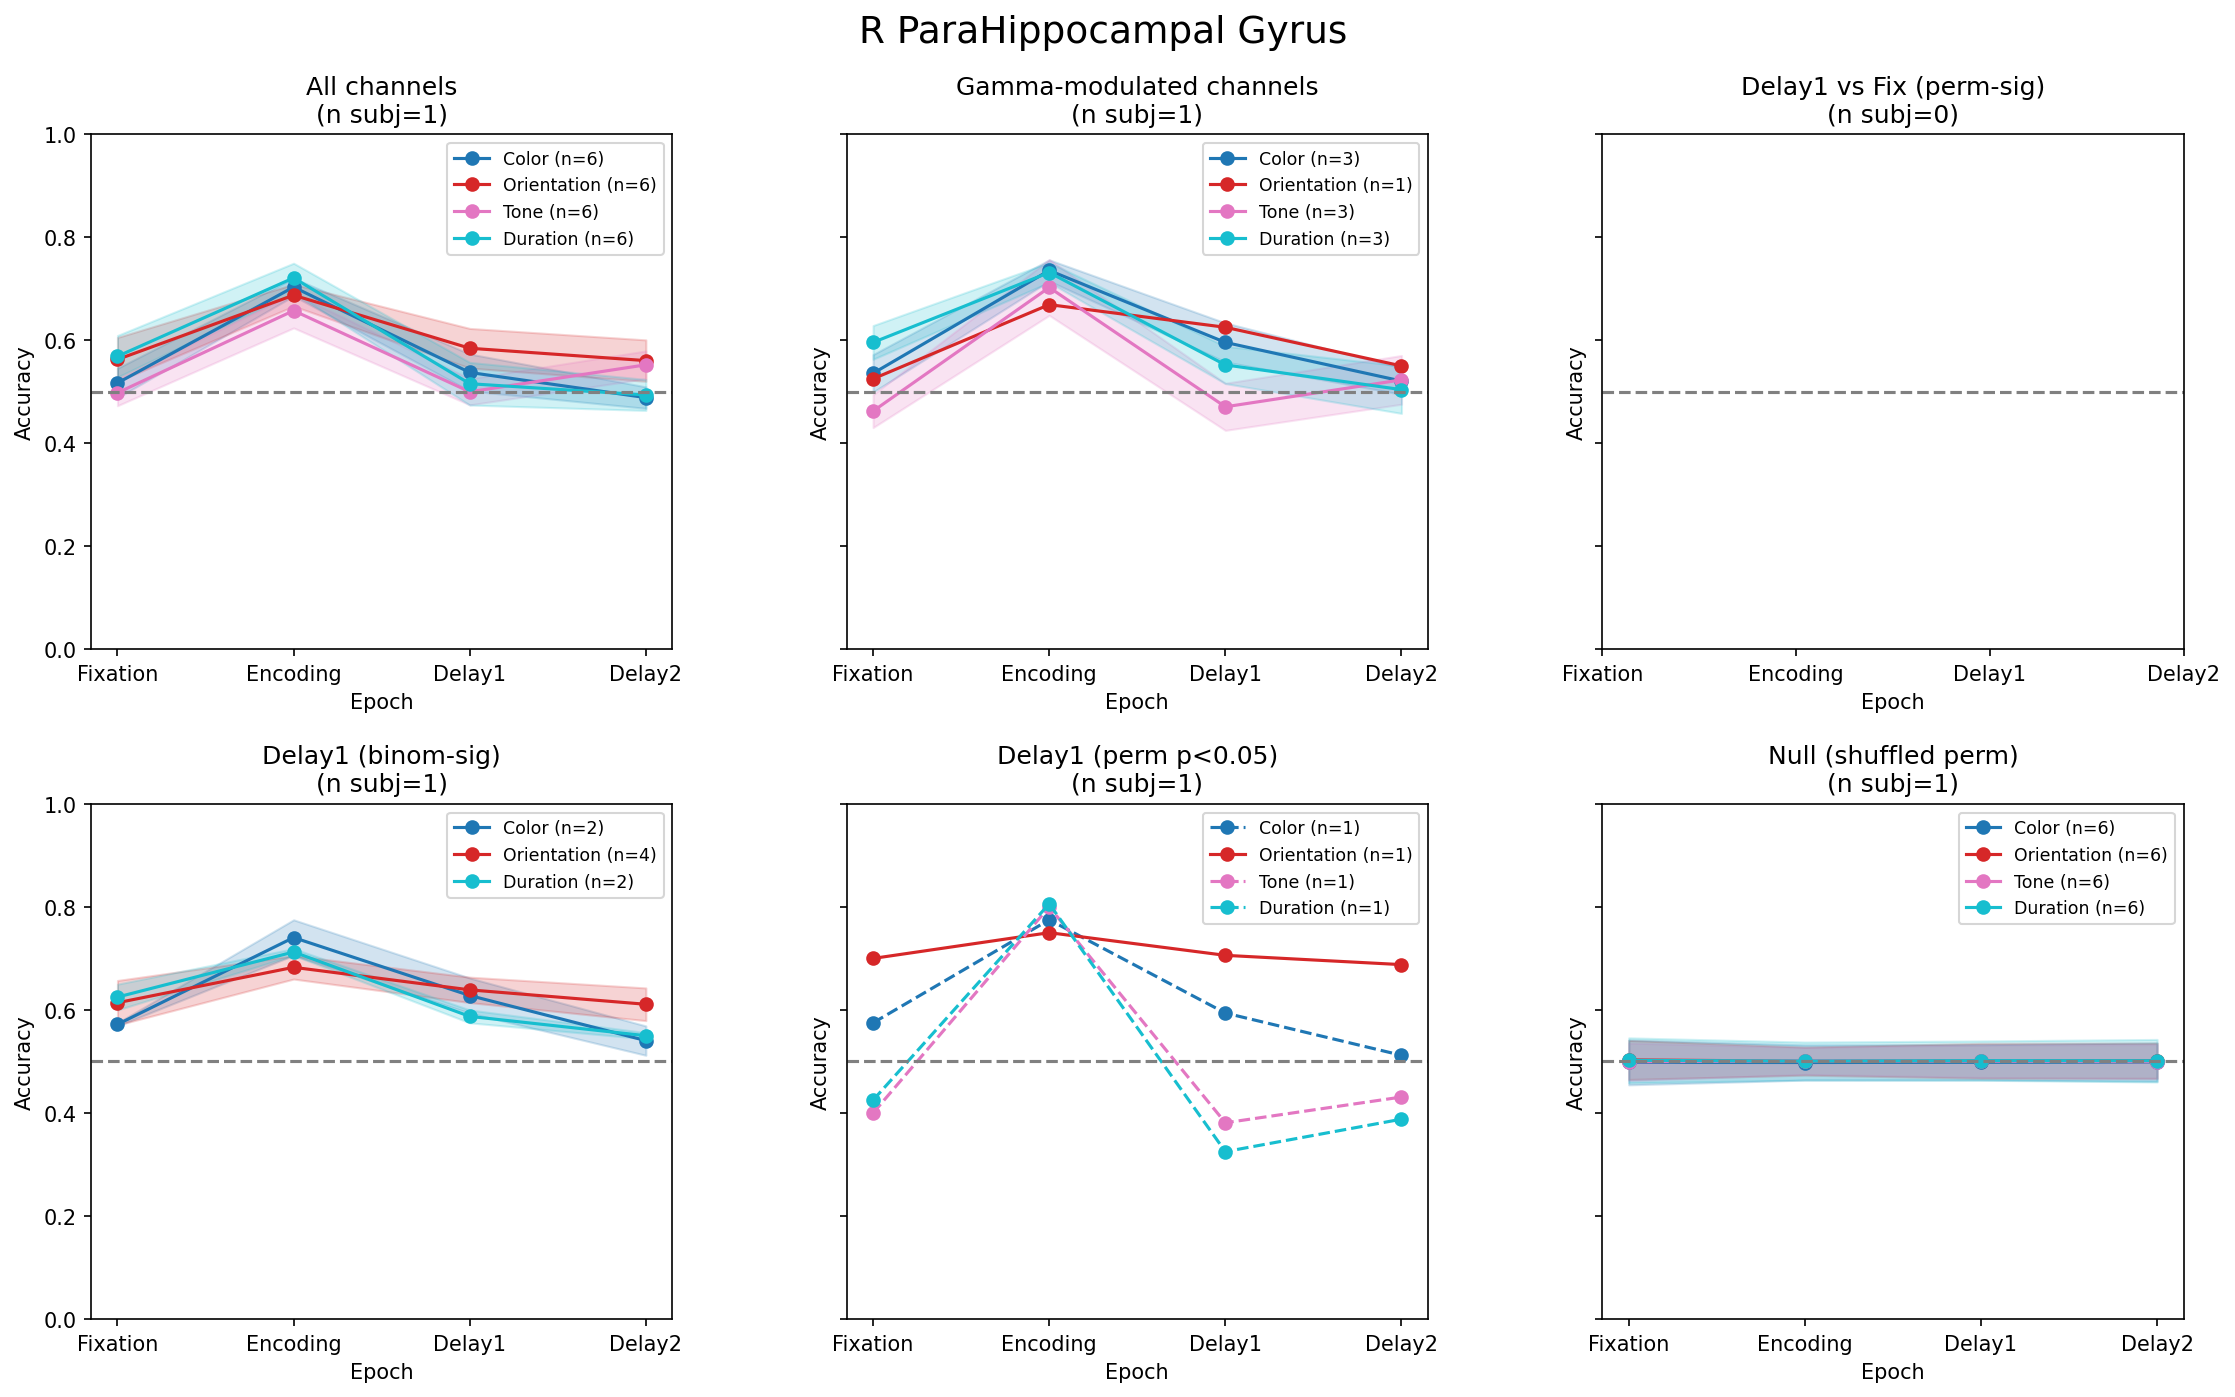 R ParaHippocampal Gyrus
All channels
(n subj=1)
1.0
0.8
0.6
0.4
0.2
0.0
Accuracy
Color (n=6)
Orientation (n=6)
Tone (n=6)
Duration (n=6)
Fixation Encoding Delay1 Delay2
Epoch
Gamma-modulated channels
(n subj=1)
Accuracy
Color (n=3)
Orientation (n=1)
Tone (n=3)
Duration (n=3)
Fixation Encoding Delay1 Delay2
Epoch
Delay1 vs Fix (perm-sig)
(n subj=0)
Accuracy
Fixation Encoding Delay1 Delay2
Epoch
Delay1 (binom-sig)
(n subj=1)
1.0
0.8
0.6
0.4
0.2
0.0
Accuracy
Color (n=2)
Orientation (n=4)
Duration (n=2)
Fixation Encoding Delay1 Delay2
Epoch
Delay1 (perm p<0.05)
(n subj=1)
Accuracy
Color (n=1)
Orientation (n=1)
Tone (n=1)
Duration (n=1)
Fixation Encoding Delay1 Delay2
Epoch
Null (shuffled perm)
(n subj=1)
Accuracy
Color (n=6)
Orientation (n=6)
Tone (n=6)
Duration (n=6)
Fixation Encoding Delay1 Delay2
Epoch